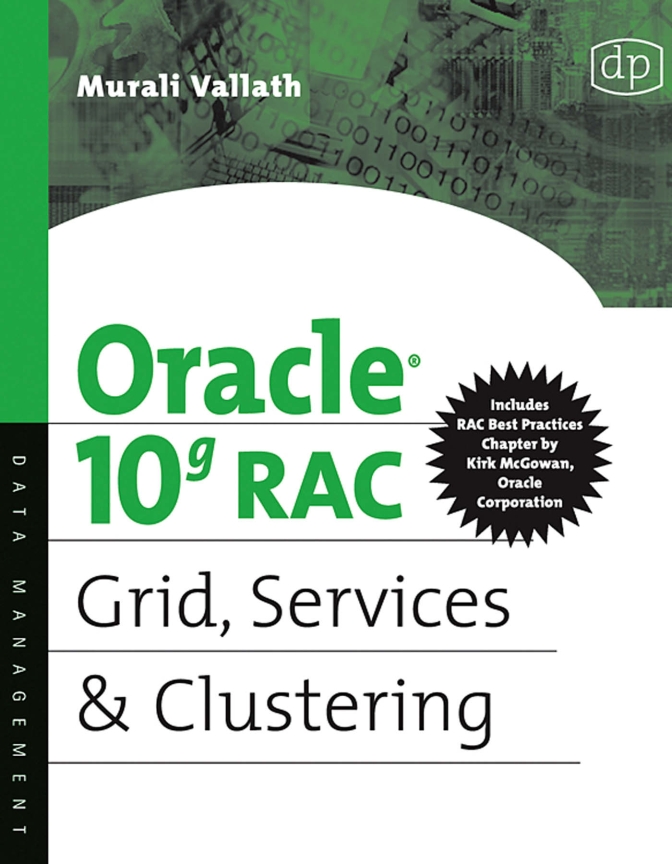 Murali Vallath
dp
Oracle®
10g RAC
Includes
RAC Best Practices
Chapter by
Kirk McGowan,
Oracle
Corporation
Grid, Services
& Clustering
DATA MANAGEMENT